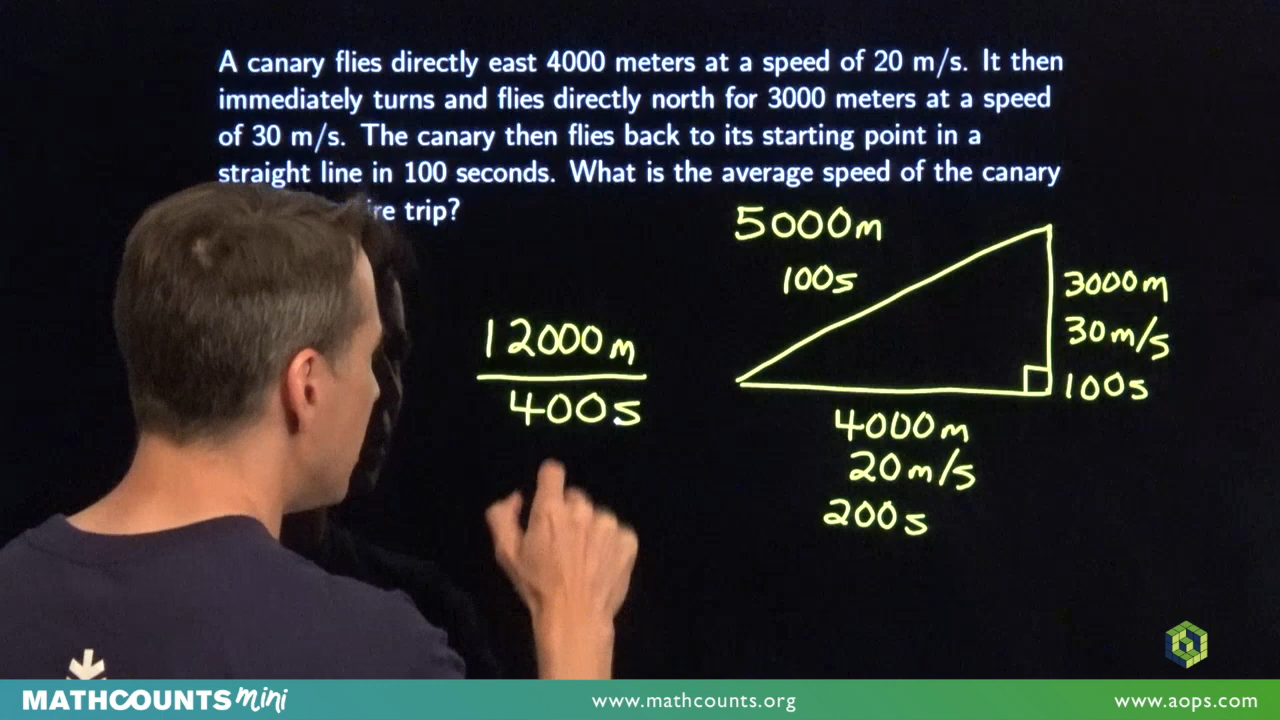 A canary flies directly east 4000 meters at a speed of 20 m/s. It then
immediately turns and flies directly north for 3000 meters at a speed
of 30 m/s. The canary then flies back to its starting point in a
straight line in 100 seconds. What is the average speed of the canary
trip?
5000m
100s
3000m
30m/s
100s
12000m
400s
4000m
20m/s
200s
MATHCOUNTS mini
www.mathcounts.org
www.aops.com